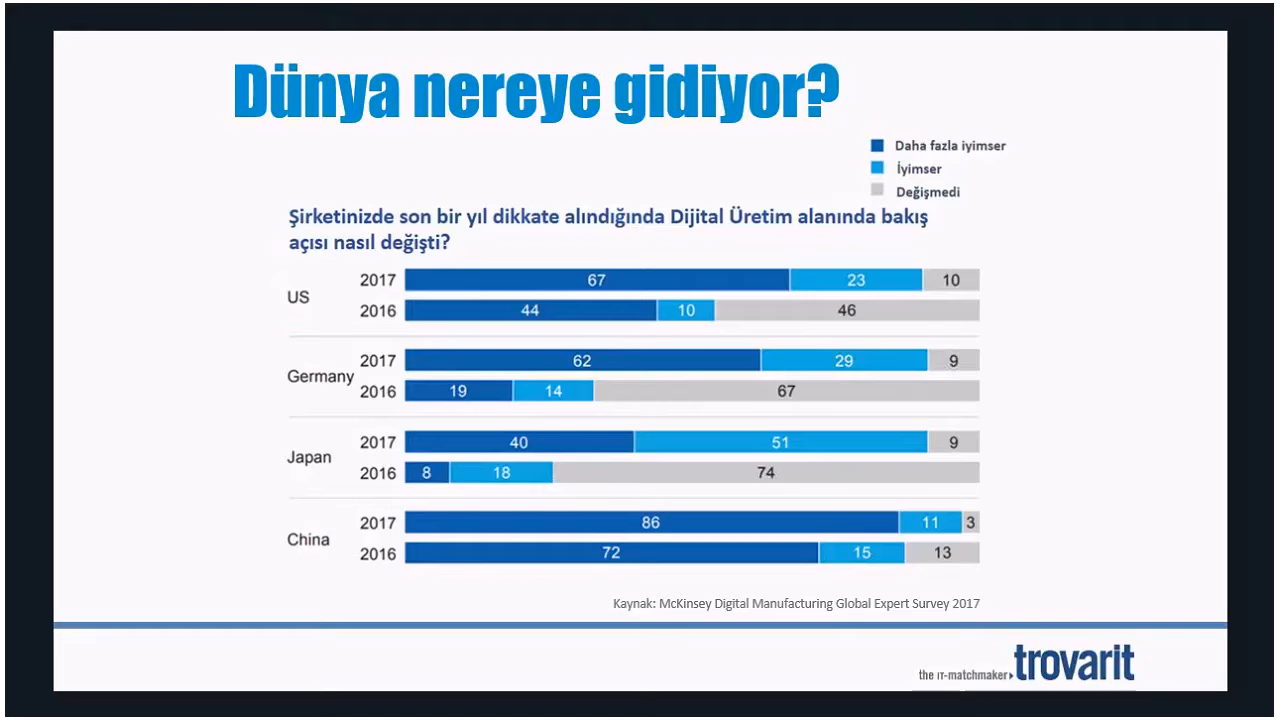 Dünya nereye gidiyor?
Daha fazla iyimser
İyimser
Değişmedi
Şirketinizde son bir yıl dikkate alındığında Dijital Üretim alanında bakış
açısı nasıl değişti?
US
2017 67 23 10
2016 44 10 46
Germany
2017 62 29 9
2016 19 14 67
Japan
2017 40 51 9
2016 8 18 74
China
2017 86 11 3
2016 72 15 13
Kaynak: McKinsey Digital Manufacturing Global Expert Survey 2017
the IT-matchmaker trovarit